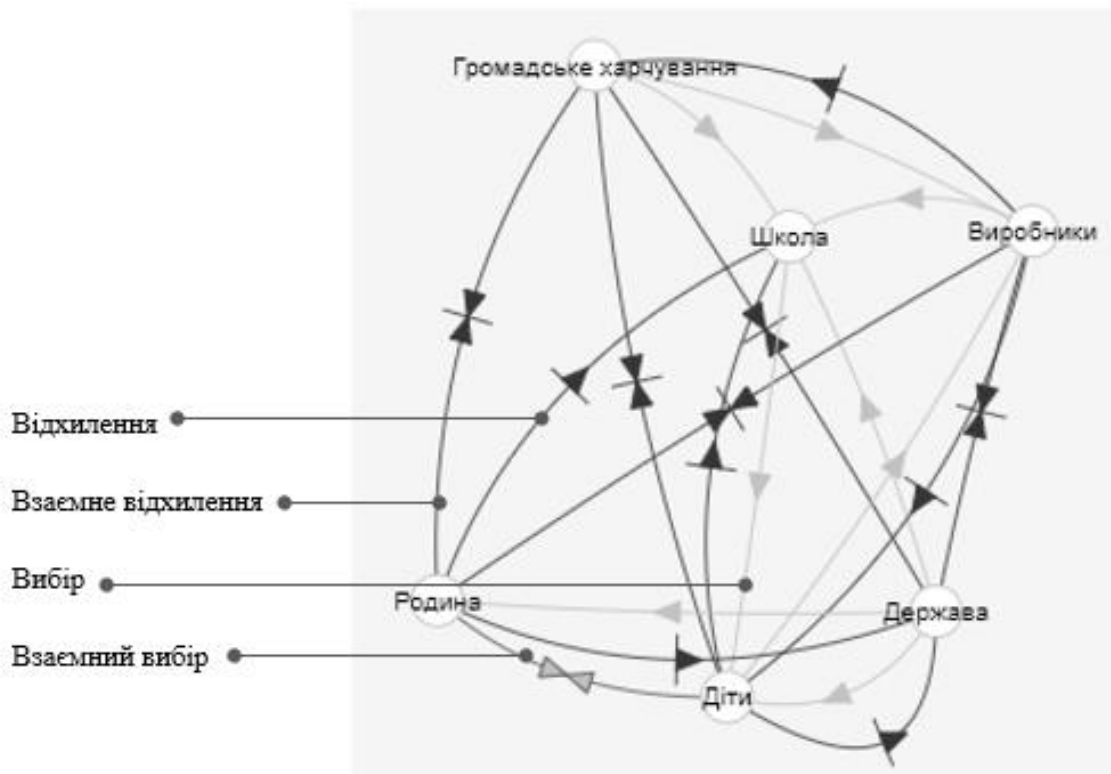 Громадське харчування
Школа
Виробники
Відхилення
Взаємне відхилення
Вибір
Родина
Держава
Взаємний вибір
Діти